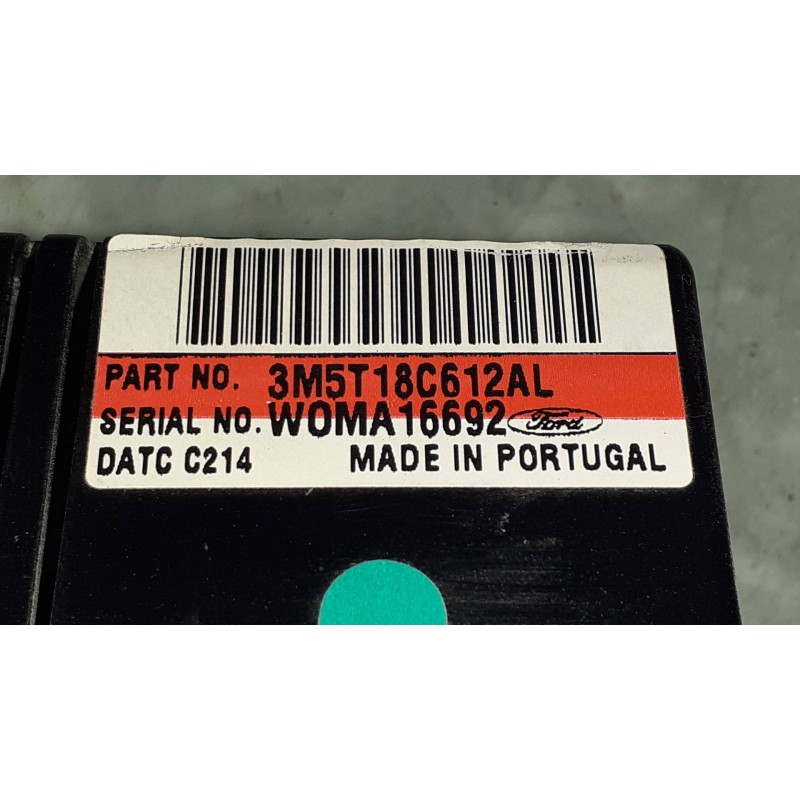 PART NO. 3M5T18C612AL
SERIAL NO. WOMA16692 Ford
DATC C214 MADE IN PORTUGAL